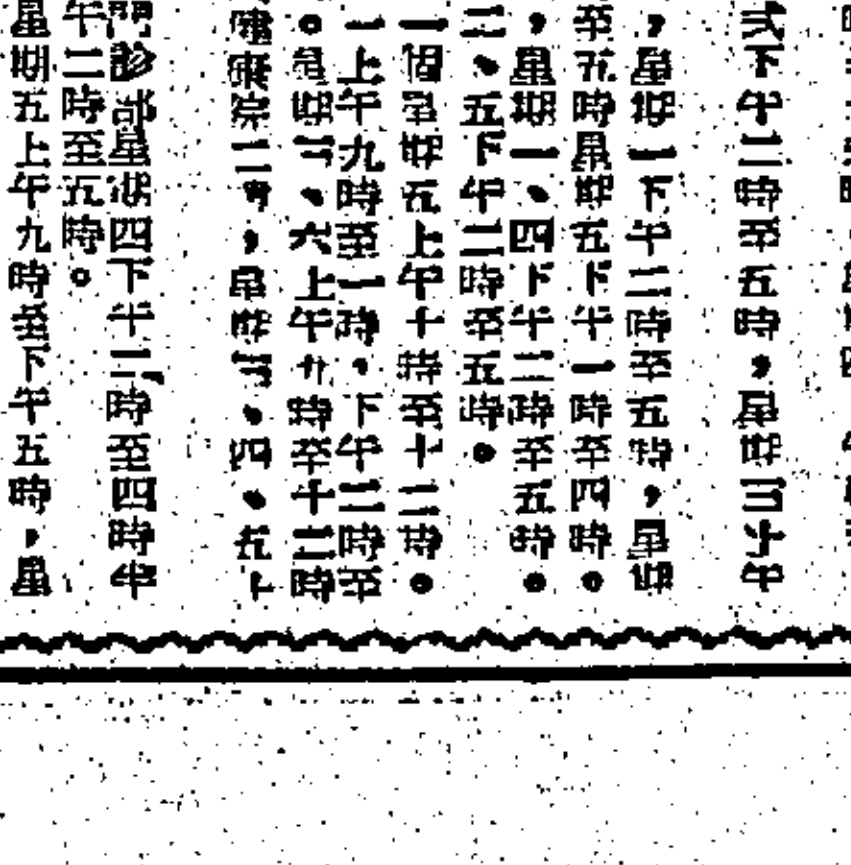 弍下午二時至五時，星期三上午
，星期一下午二時至五時，星期
至五時星期五下午一時至四時。
，星期一、四下午二時至五時。
二、五下午二時至五時。
一個星期五上午十時至十二時。
一上午九時至一時，下午二時至
。星期三、六上午九時至十二時
，星期三、四、五
門診部星期四下午二時至四時半
午二時至五時。
星期五上午九時至下午五時，星